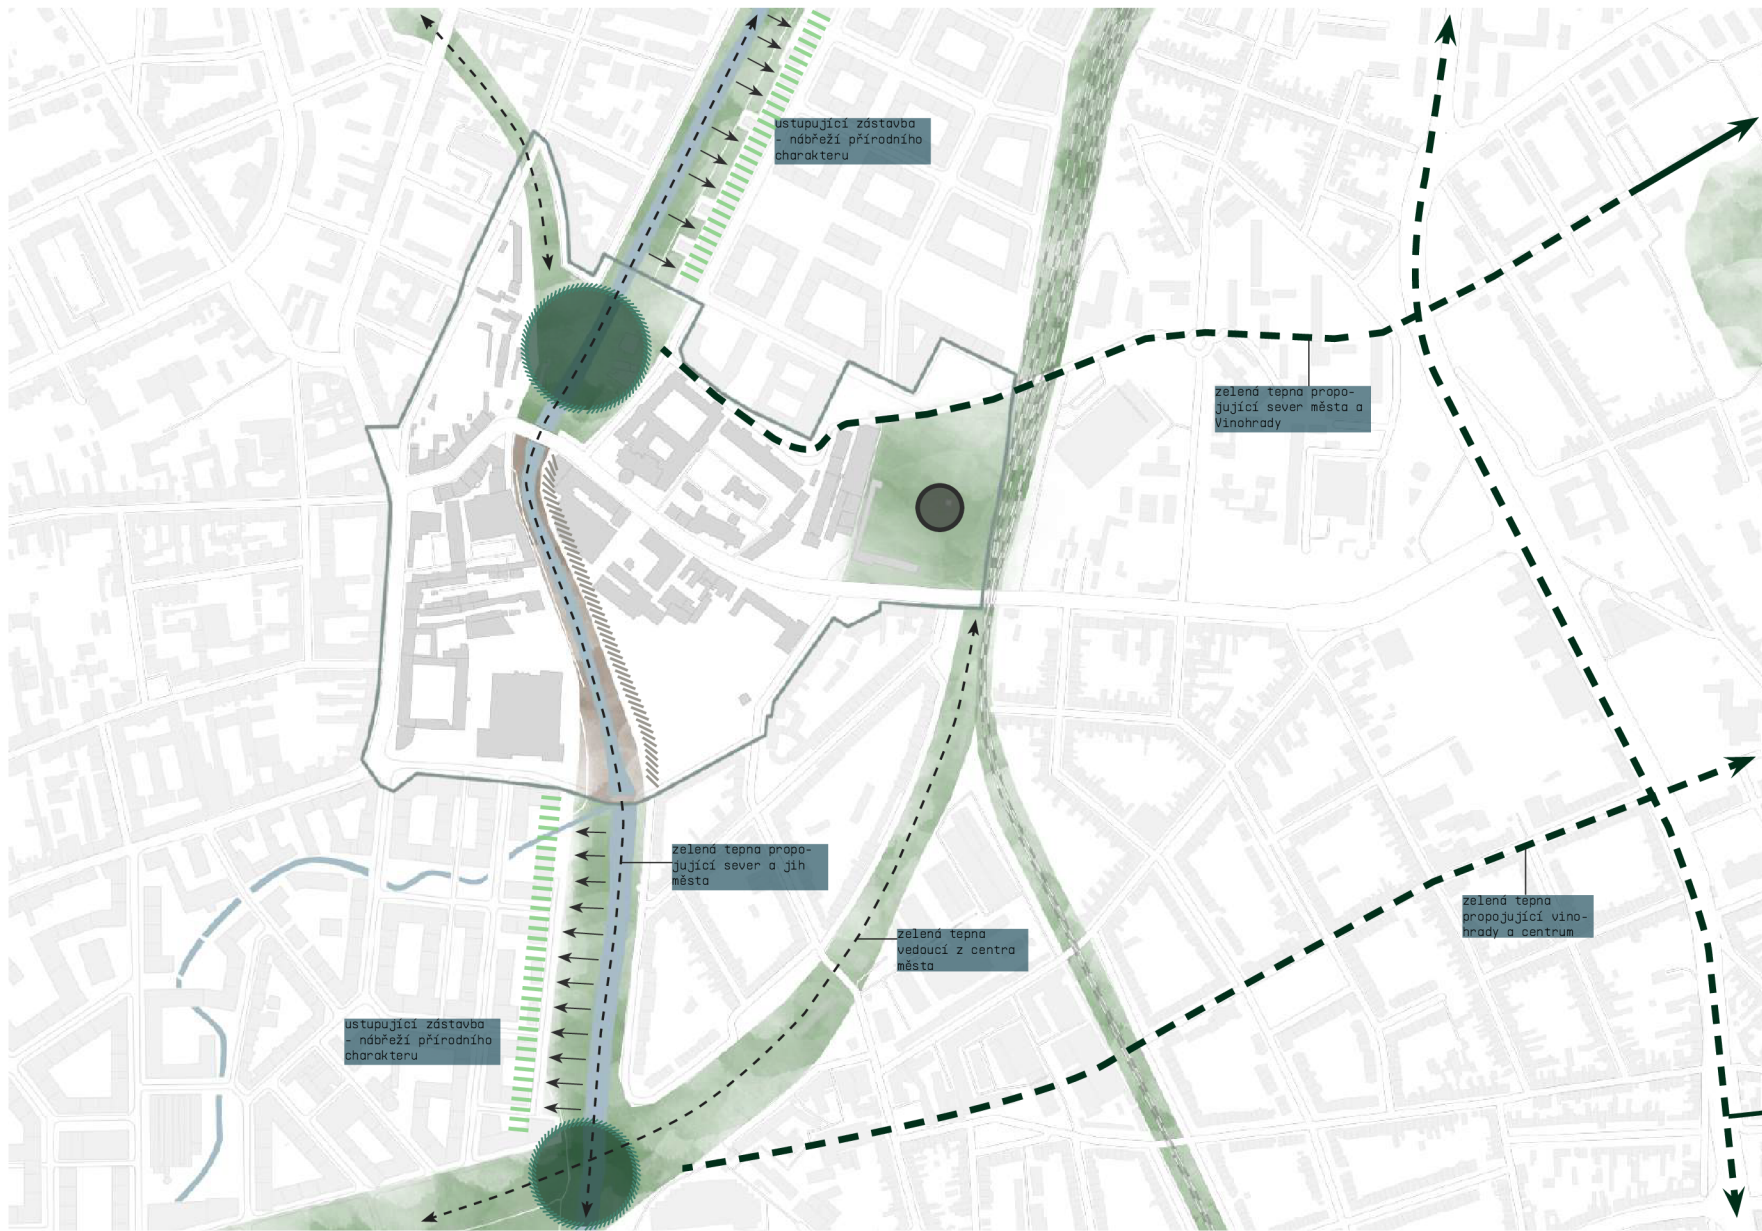 ustupující zástavba
- nábřeží přírodního
charakteru
zelená tepna propo-
jující sever města a
Vinohrady
zelená tepna propo-
jující sever a jih
města
zelená tepna
propojující vino-
hrady a centrum
zelená tepna
vedoucí z centra
města
ustupující zástavba
- nábřeží přírodního
charakteru